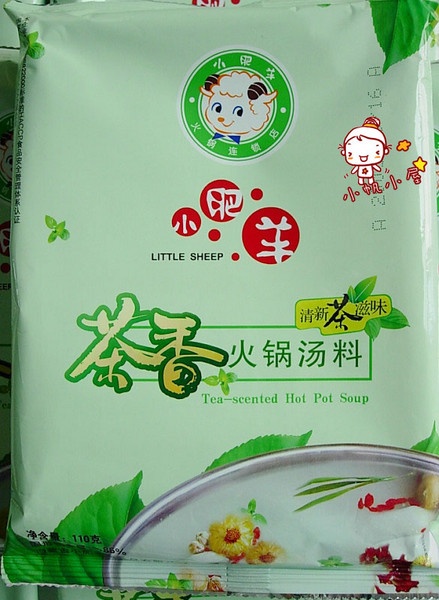 小肥羊
火锅连锁店
小肥羊
LITTLE SHEEP
小帆小屋
清新茶滋味
茶香火锅汤料
Tea-scented Hot Pot Soup
净含量: 110克